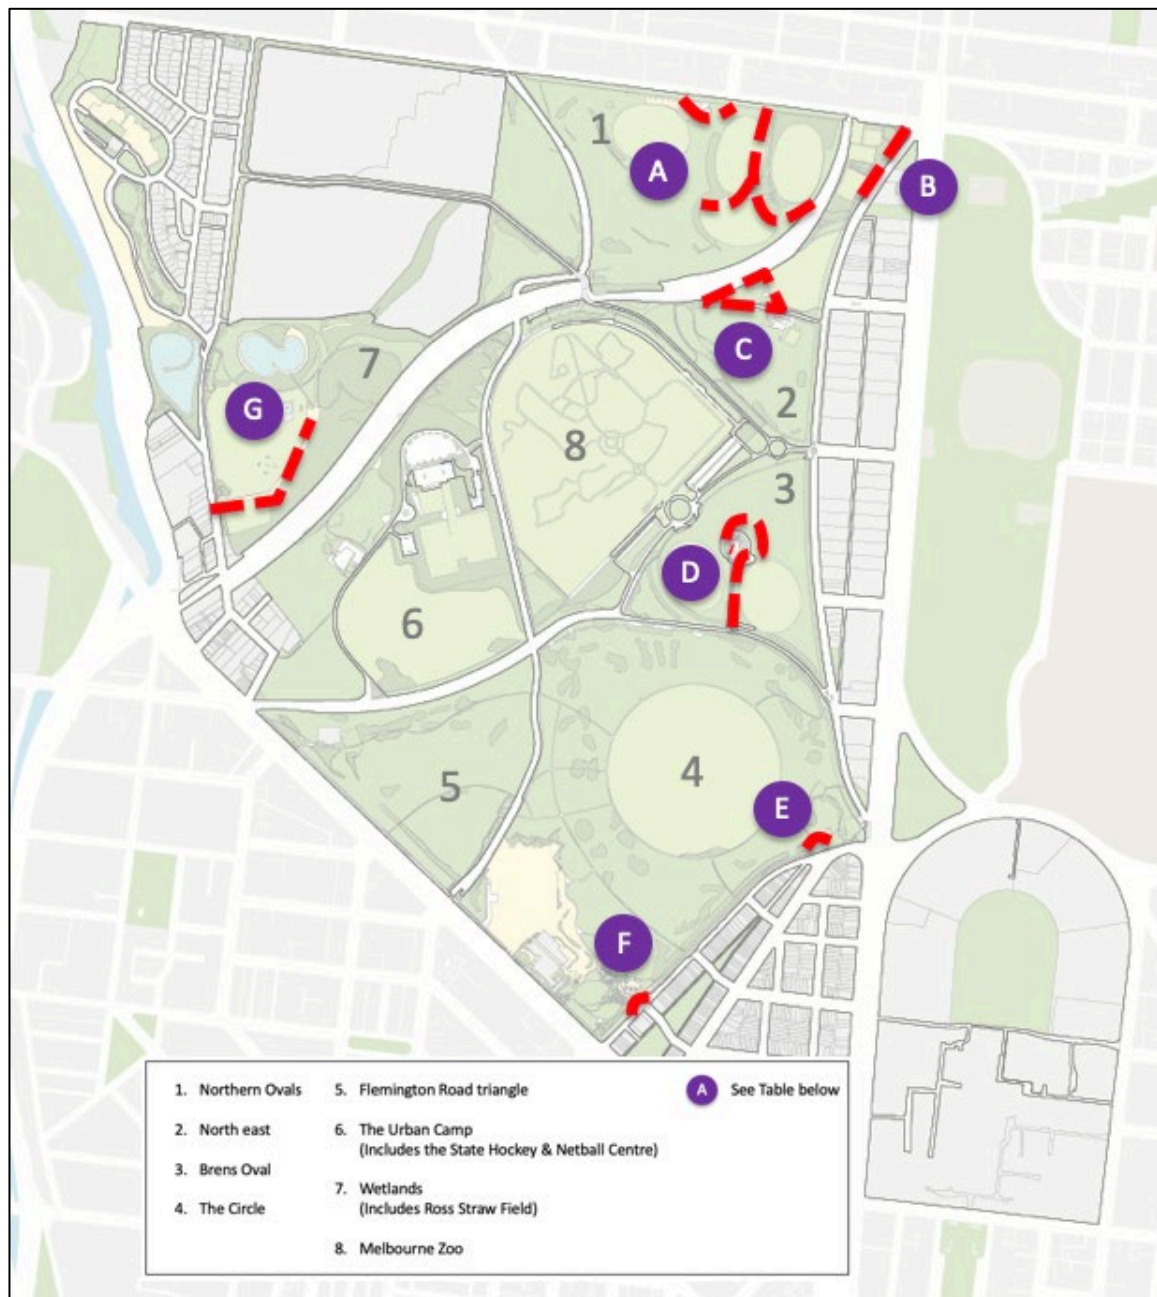 1
A
B
C
7
G
2
8
3
D
6
4
5
E
F
1. Northern Ovals
2. North east
3. Brens Oval
4. The Circle
5. Flemington Road triangle
6. The Urban Camp
(Includes the State Hockey & Netball Centre)
7. Wetlands
(Includes Ross Straw Field)
8. Melbourne Zoo
A See Table below